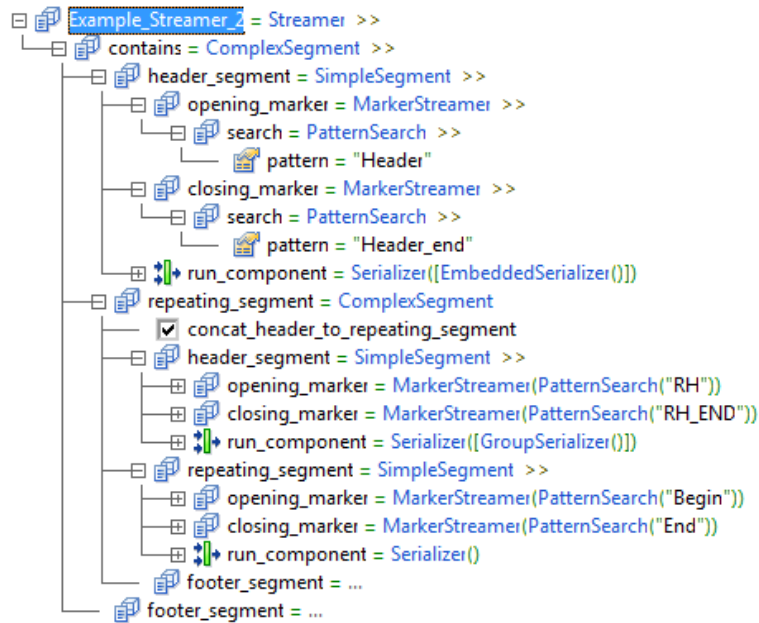 Example_Streamer_2 = Streamer >>
contains = ComplexSegment >>
header_segment = SimpleSegment >>
opening_marker = MarkerStreamer >>
search = PatternSearch >>
pattern = "Header"
closing_marker = MarkerStreamer >>
search = PatternSearch >>
pattern = "Header_end"
run_component = Serializer([EmbeddedSerializer()])
repeating_segment = ComplexSegment
concat_header_to_repeating_segment
header_segment = SimpleSegment >>
opening_marker = MarkerStreamer(PatternSearch("RH"))
closing_marker = MarkerStreamer(PatternSearch("RH_END"))
run_component = Serializer([GroupSerializer()])
repeating_segment = SimpleSegment >>
opening_marker = MarkerStreamer(PatternSearch("Begin"))
closing_marker = MarkerStreamer(PatternSearch("End"))
run_component = Serializer()
footer_segment = ...
footer_segment = ...